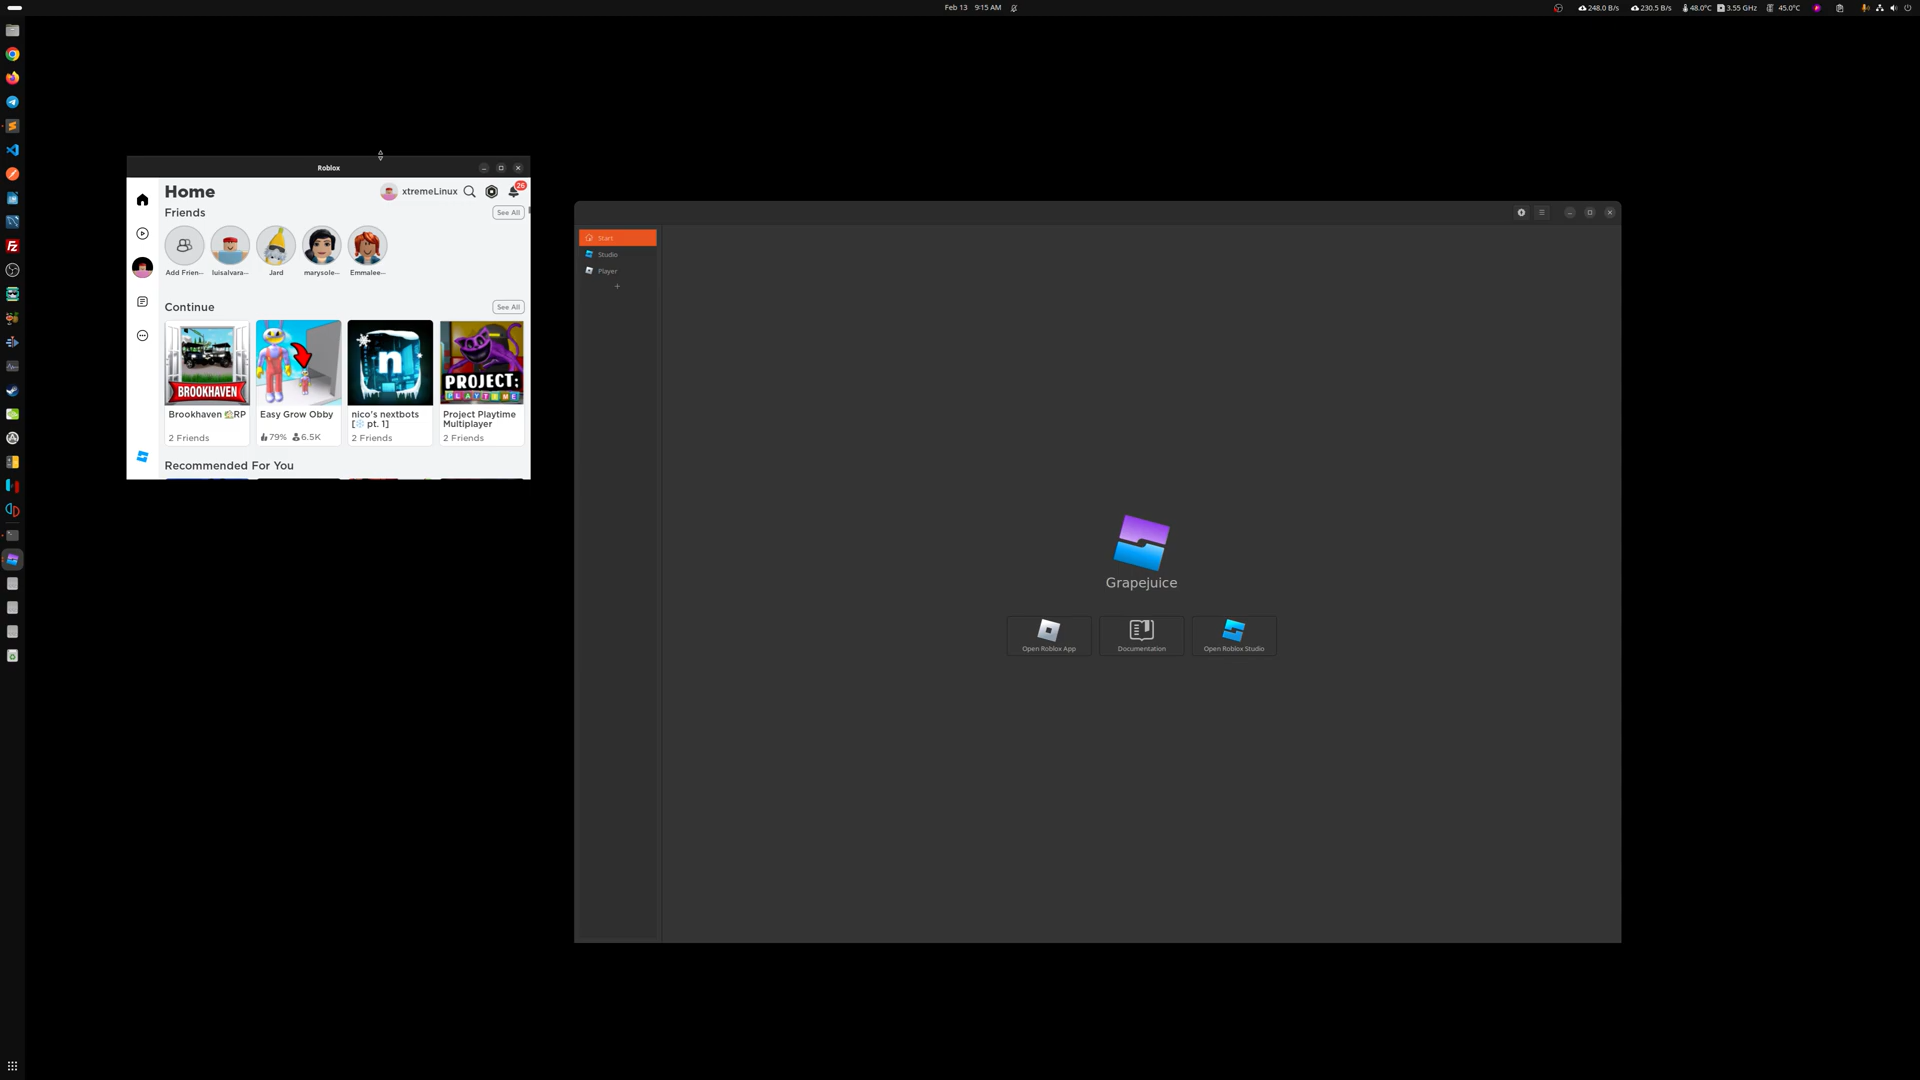 Feb 13 9:15 AM
248.0 B/s
230.5 B/s
48.0°C
3.55 GHz
45.0°C
Roblox
Home
xtremeLinux
26
Friends
See All
Add Frien--
luisalvara--
Jard
marysole--
Emmalee--
Continue
See All
BROOKHAVEN
n
PROJECT:
PLAYTIME
Brookhaven 🏡RP
2 Friends
Easy Grow Obby
79% 6.5K
nico's nextbots
[❄ pt. 1]
2 Friends
Project Playtime
Multiplayer
2 Friends
Recommended For You
Start
Studio
Player
+
Grapejuice
Open Roblox App
Documentation
Open Roblox Studio
Fz